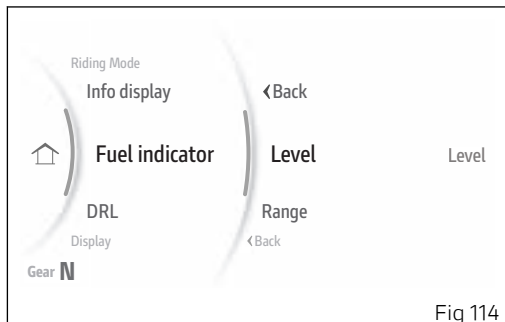 Riding Mode
Info display
Back
Fuel indicator
Level
Level
DRL
Range
Display
Back
Gear N
Fig 114